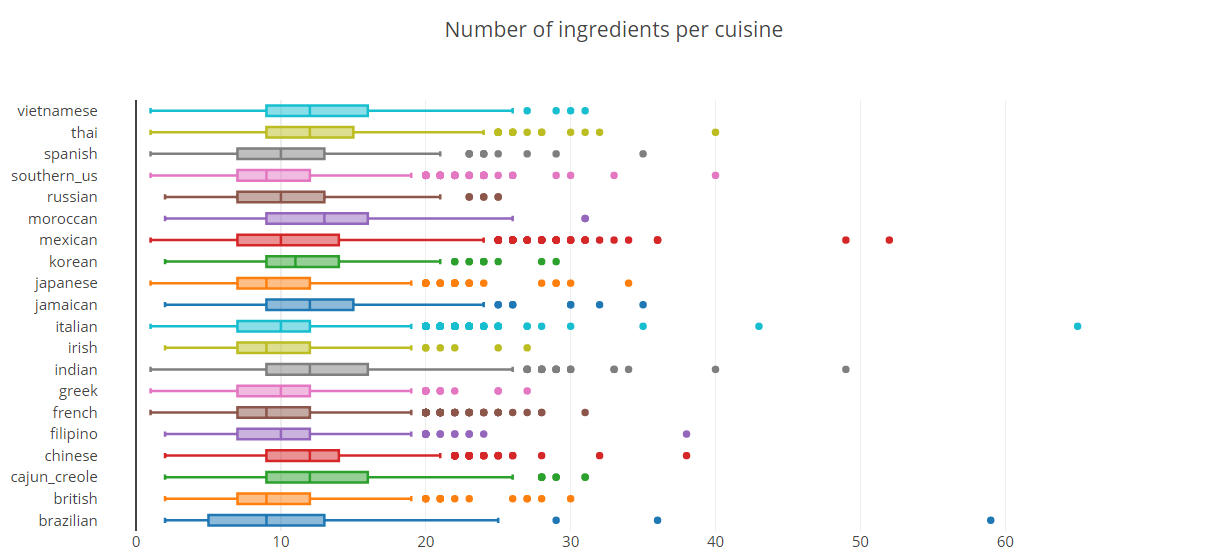 Number of ingredients per cuisine
vietnamese
thai
spanish
southern_us
russian
moroccan
mexican
korean
japanese
jamaican
italian
irish
indian
greek
french
filipino
chinese
cajun_creole
british
brazilian
0 10 20 30 40 50 60